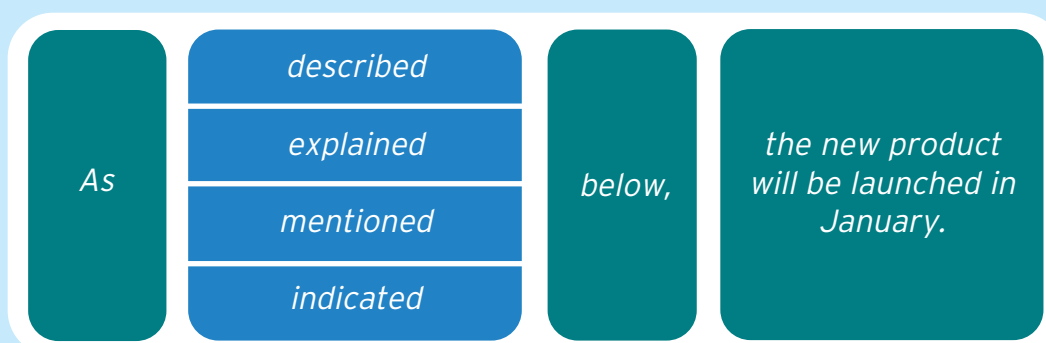 As
described
explained
mentioned
indicated
below,
the new product
will be launched in
January.